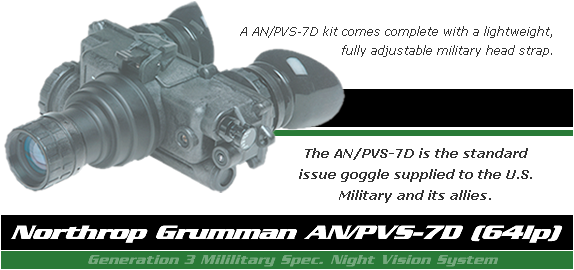 A AN/PVS-7D kit comes complete with a lightweight,
fully adjustable military head strap.
The AN/PVS-7D is the standard
issue goggle supplied to the U.S.
Military and its allies.
Northrop Grumman AN/PVS-7D (64lp)
Generation 3 Mililitary Spec. Night Vision System